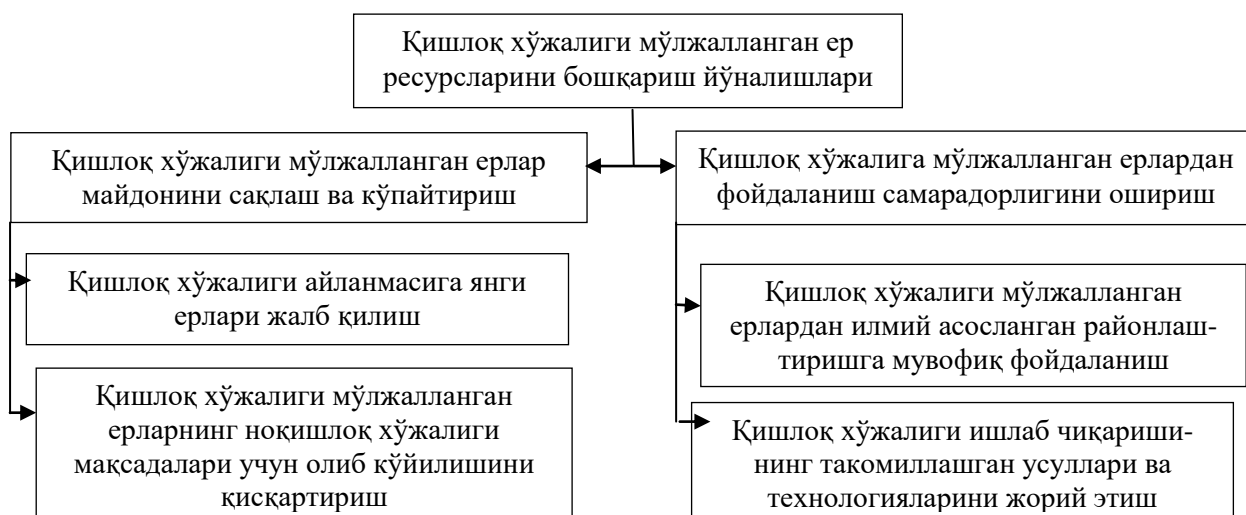 Қишлоқ хўжалиги мўлжалланган ер
ресурсларини бошқариш йўналишлари
Қишлоқ хўжалиги мўлжалланган ерлар
майдонини сақлаш ва кўпайтириш
Қишлоқ хўжалига мўлжалланган ерлардан
фойдаланиш самарадорлигини ошириш
Қишлоқ хўжалиги айланмасига янги
ерлари жалб қилиш
Қишлоқ хўжалиги мўлжалланган
ерларнинг ноқишлоқ хўжалиги
мақсадалари учун олиб кўйилишини
қисқартириш
Қишлоқ хўжалиги мўлжалланган
ерлардан илмий асосланган районлаш-
тиришга мувофиқ фойдаланиш
Қишлоқ хўжалиги ишлаб чиқариши-
нинг такомиллашган усуллари ва
технологияларини жорий этиш